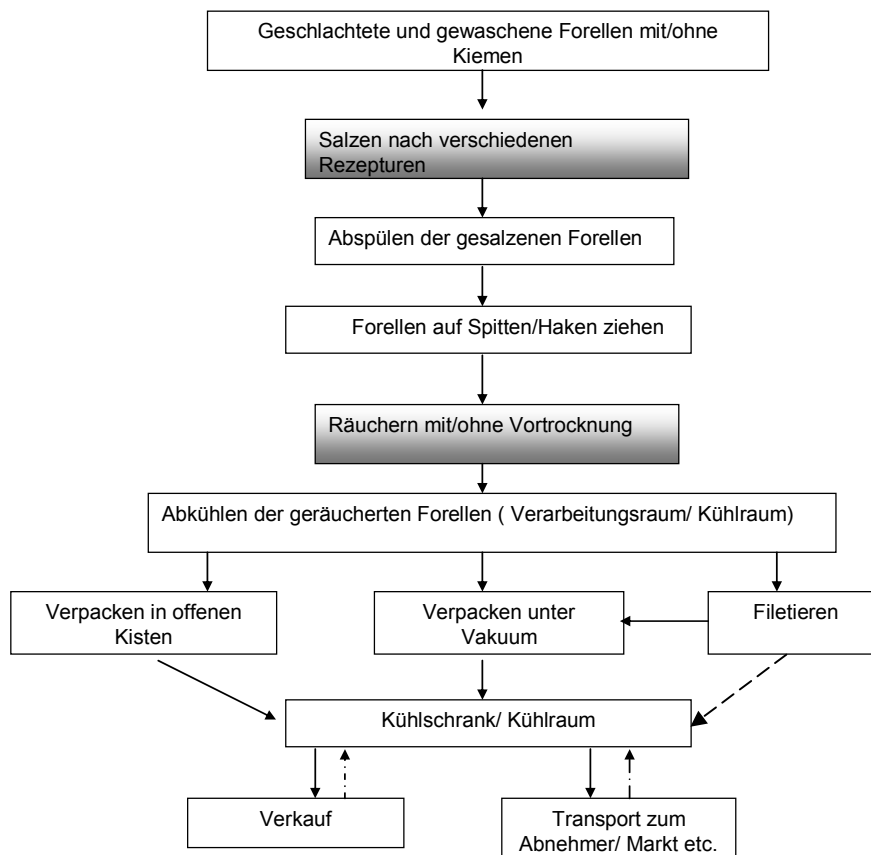 Geschlachtete und gewaschene Forellen mit/ohne
Kiemen
Salzen nach verschiedenen
Rezepturen
Abspülen der gesalzenen Forellen
Forellen auf Spitten/Haken ziehen
Räuchern mit/ohne Vortrocknung
Abkühlen der geräucherten Forellen ( Verarbeitungsraum/ Kühlraum)
Verpacken in offenen
Kisten
Verpacken unter
Vakuum
Filetieren
Kühlschrank/ Kühlraum
Verkauf
Transport zum
Abnehmer/ Markt etc.